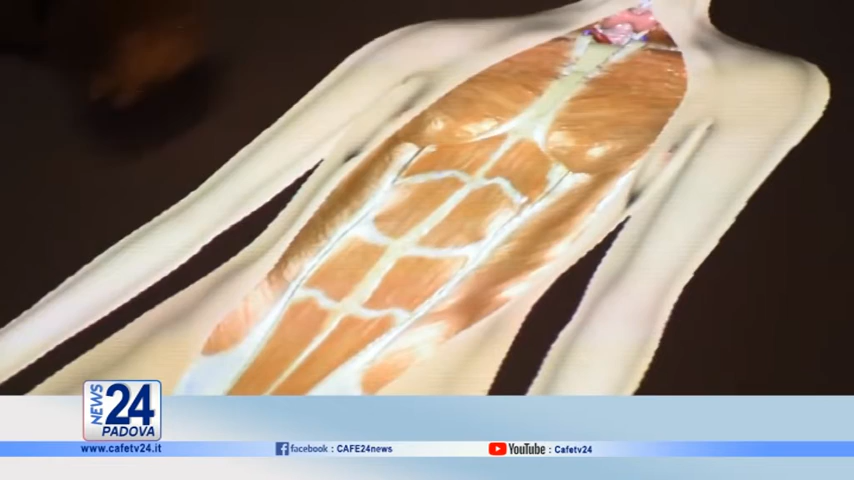 NEWS
24
PADOVA
www.cafetv24.it
facebook : CAFE24news
YouTube : Cafetv24